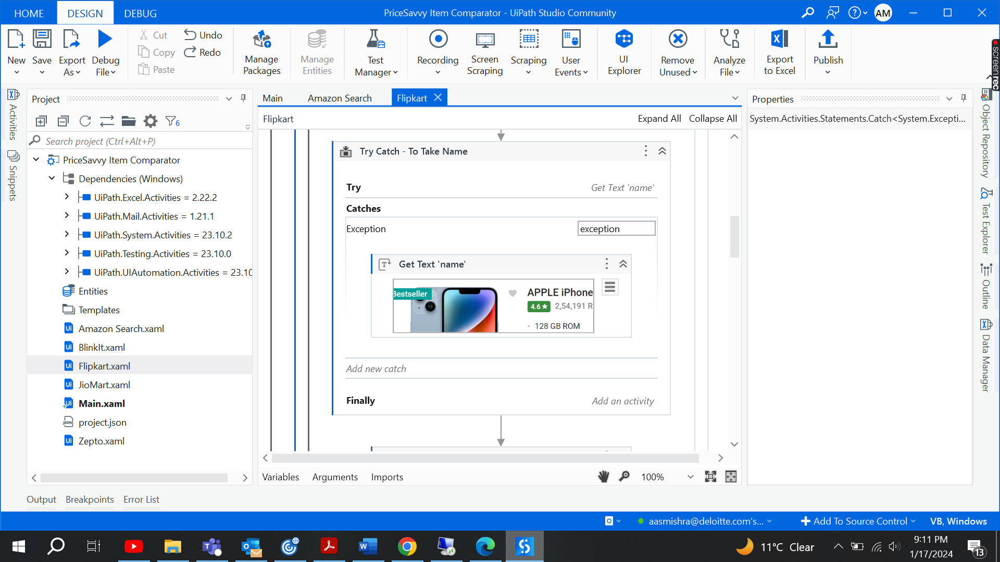 HOME DESIGN DEBUG PriceSavvy Item Comparator - UiPath Studio Community AM
New Save Export As Debug File
Cut Copy Paste Undo Redo
Manage Packages
Manage Entities
Test Manager
Recording
Screen Scraping
Scraping
User Events
UI Explorer
Remove Unused
Analyze File
Export to Excel
Publish
screenrec
Activities
Snippets
Project
6
Search project (Ctrl+Alt+P)
PriceSavvy Item Comparator
Dependencies (Windows)
UiPath.Excel.Activities = 2.22.2
UiPath.Mail.Activities = 1.21.1
UiPath.System.Activities = 23.10.2
UiPath.Testing.Activities = 23.10.0
UiPath.UIAutomation.Activities = 23.10
Entities
Templates
Amazon Search.xaml
BlinkIt.xaml
Flipkart.xaml
JioMart.xaml
Main.xaml
project.json
Zepto.xaml
Main Amazon Search Flipkart
Flipkart Expand All Collapse All
Try Catch - To Take Name
Try Get Text 'name'
Catches
Exception exception
Get Text 'name'
Bestseller APPLE iPhone
4.6 2,54,191 R
128 GB ROM
Add new catch
Finally Add an activity
Variables Arguments Imports 100%
Properties
System.Activities.Statements.Catch<System.Excepti...
Object Repository
Test Explorer
Outline
Data Manager
Output Breakpoints Error List
aasmishra@deloitte.com's... Add To Source Control VB, Windows
11°C Clear
9:11 PM
1/17/2024
13